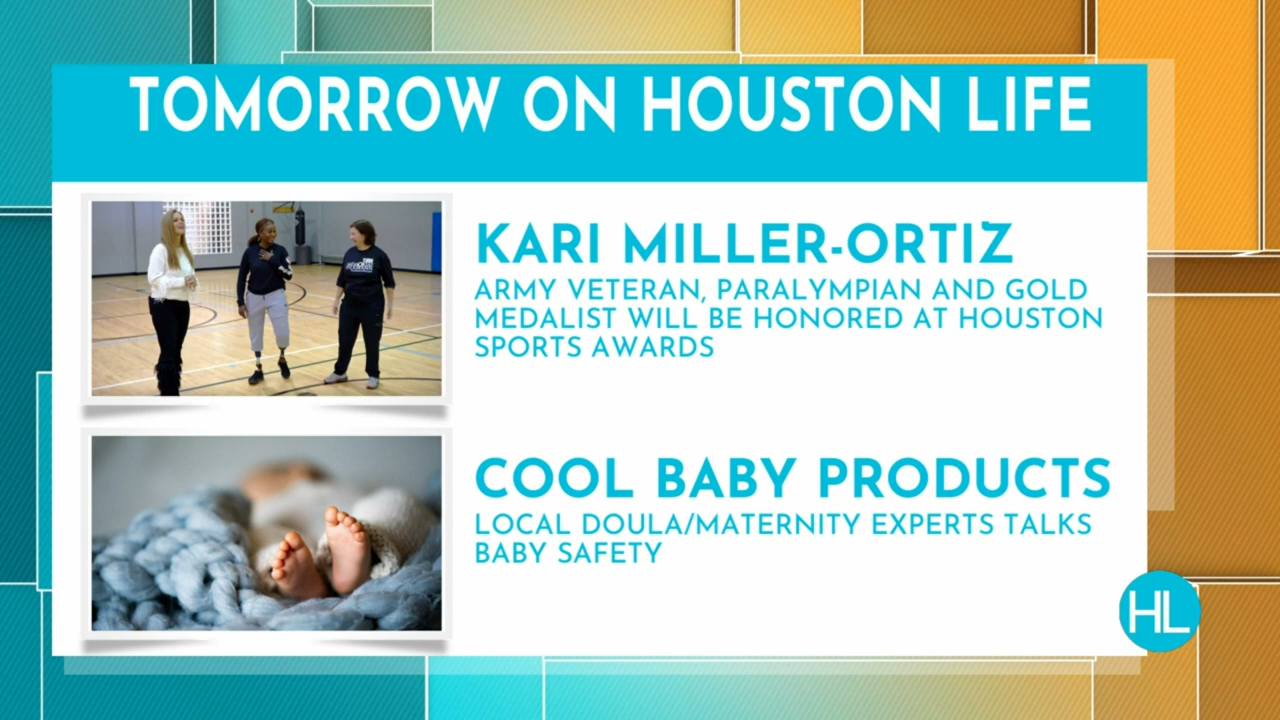 TOMORROW ON HOUSTON LIFE
KARI MILLER-ORTIZ
ARMY VETERAN, PARALYMPIAN AND GOLD
MEDALIST WILL BE HONORED AT HOUSTON
SPORTS AWARDS
COOL BABY PRODUCTS
LOCAL DOULA/MATERNITY EXPERTS TALKS
BABY SAFETY
HL